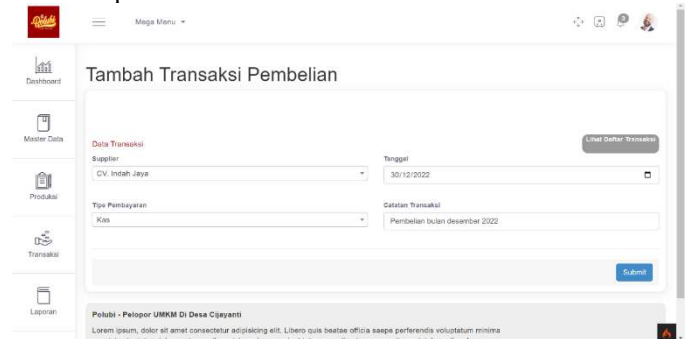 Polubi
Mega Menu
Dashboard
Tambah Transaksi Pembelian
Master Data
Data Transaksi
Lihat Daftar Transaksi
Supplier
Tanggal
CV. Indah Jaya
30/12/2022
Produksi
Tipe Pembayaran
Catatan Transaksi
Kas
Pembelian bulan desember 2022
Transaksi
Submit
Laporan
Polubi - Pelopor UMKM Di Desa Cijayanti
Lorem ipsum, dolor sit amet consectetur adipisicing elit. Libero quis beatae officia saepe perferendis voluptatum minima